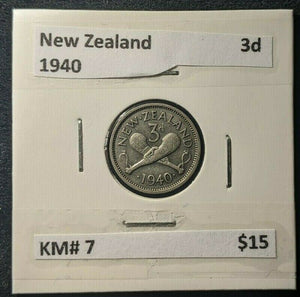 New Zealand 3d
1940
NEW·ZEALAND
3d
·1940·
KM# 7 $15